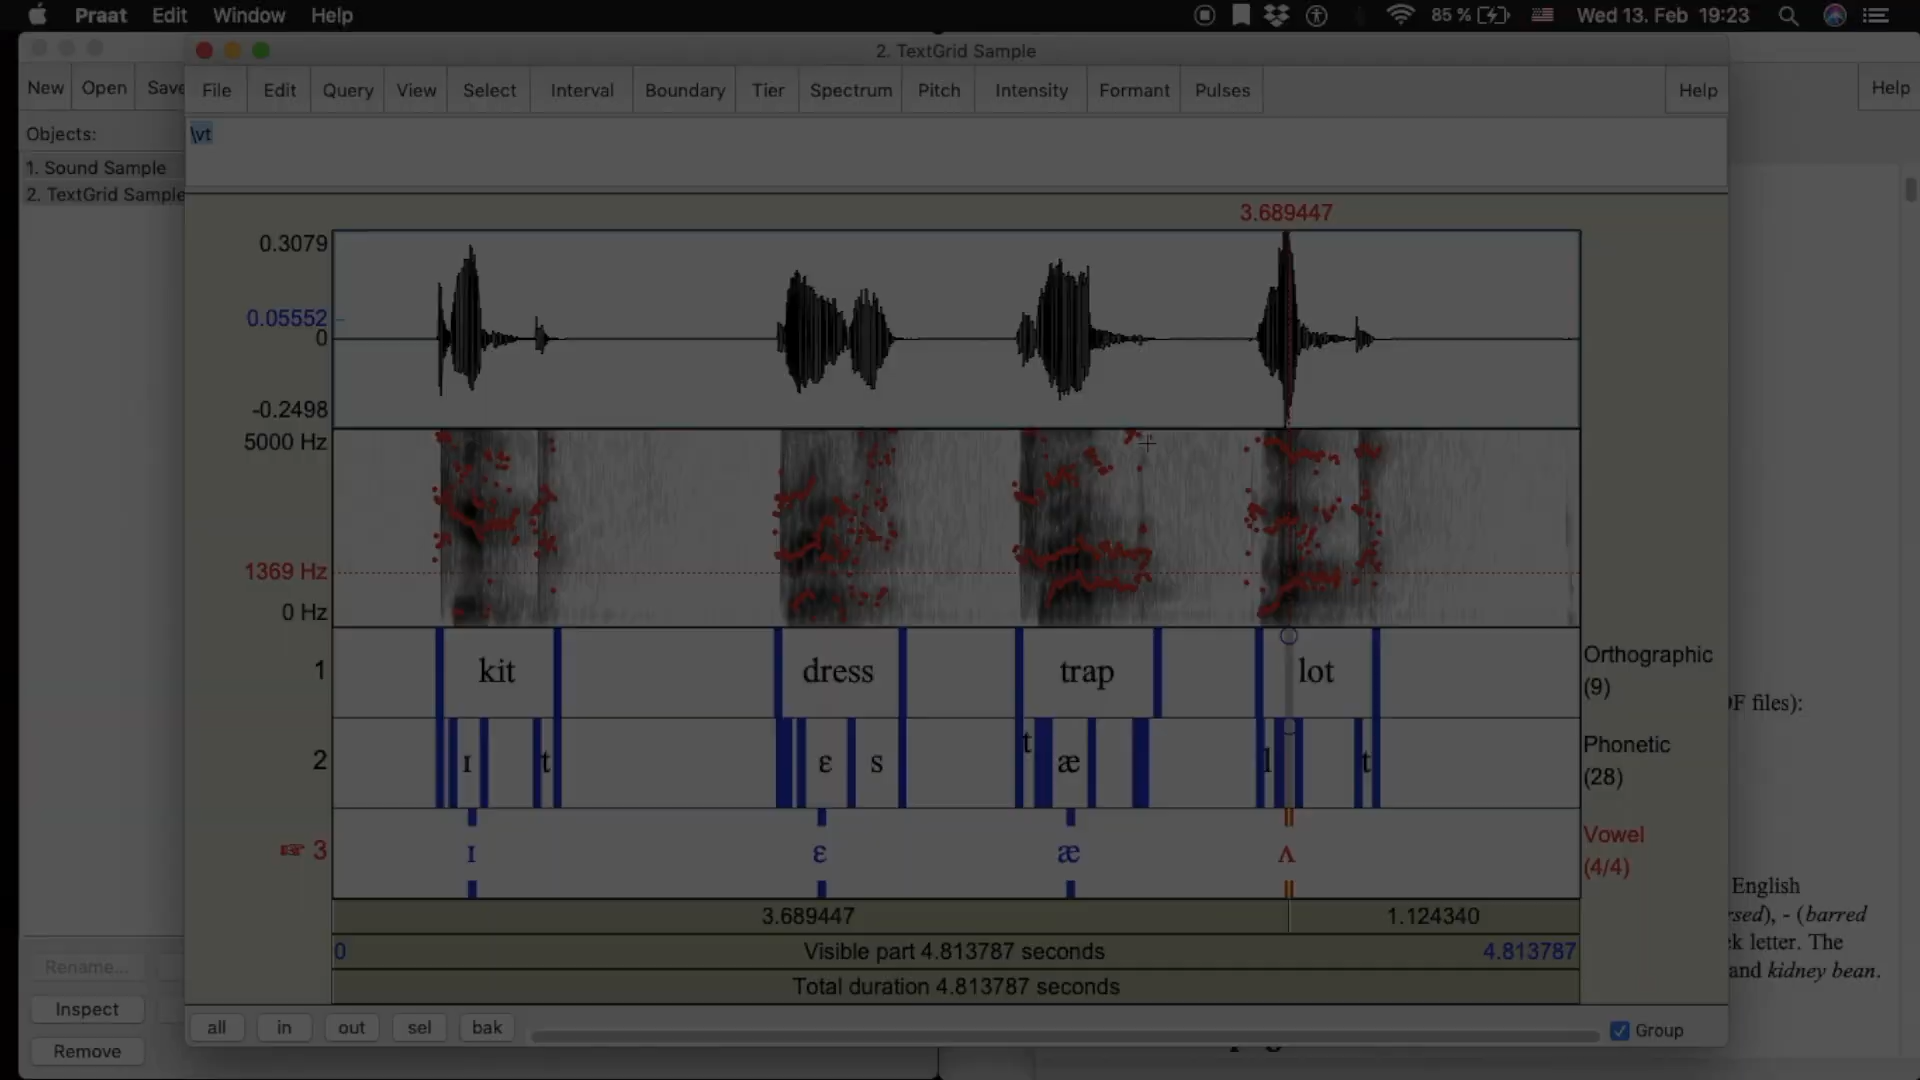 Praat Edit Window Help 85 % Wed 13. Feb 19:23
2. TextGrid Sample
New Open Save
File Edit Query View Select Interval Boundary Tier Spectrum Pitch Intensity Formant Pulses Help
Help
Objects:
\vt
1. Sound Sample
2. TextGrid Sample
3.689447
0.3079
0.05552
0
-0.2498
5000 Hz
1369 Hz
0 Hz
1 kit dress trap lot Orthographic
(9)
F files):
2 ɪ t ɛ s t æ l t Phonetic
(28)
☞ 3 ɪ ɛ æ ʌ Vowel
(4/4)
English
rsed), - (barred
k letter. The
and kidney bean.
3.689447 1.124340
0 Visible part 4.813787 seconds 4.813787
Total duration 4.813787 seconds
Rename...
Inspect
Remove
all in out sel bak Group